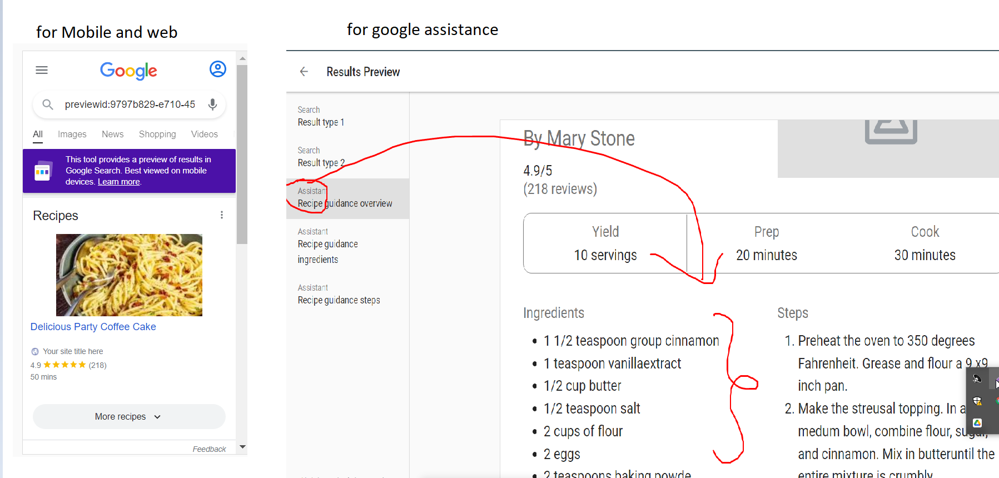 for Mobile and web
Google
previewid:9797b829-e710-45
All Images News Shopping Videos
This tool provides a preview of results in
Google Search. Best viewed on mobile
devices. Learn more.
Recipes
Delicious Party Coffee Cake
Your site title here
4.9 (218)
50 mins
More recipes
Feedback
for google assistance
Results Preview
Search
Result type 1
Search
Result type 2
Assistant
Recipe guidance overview
Assistant
Recipe guidance
ingredients
Assistant
Recipe guidance steps
By Mary Stone
4.9/5
(218 reviews)
Yield
10 servings
Prep
20 minutes
Cook
30 minutes
Ingredients
• 1 1/2 teaspoon group cinnamon
• 1 teaspoon vanillaextract
• 1/2 cup butter
• 1/2 teaspoon salt
• 2 cups of flour
• 2 eggs
• 2 teaspoons baking powde
Steps
1. Preheat the oven to 350 degrees
Fahrenheit. Grease and flour a 9 x9
inch pan.
2. Make the streusal topping. In a
medum bowl, combine flour, sugar,
and cinnamon. Mix in butteruntil the
entire mixture is crumbly